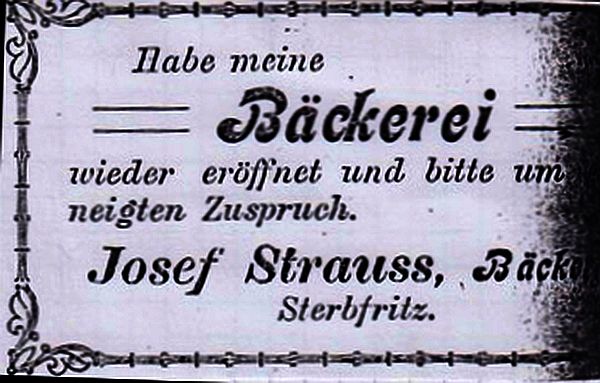 Habe meine
Bäckerei
wieder eröffnet und bitte um
neigten Zuspruch.
Josef Strauss,
Sterbfritz.